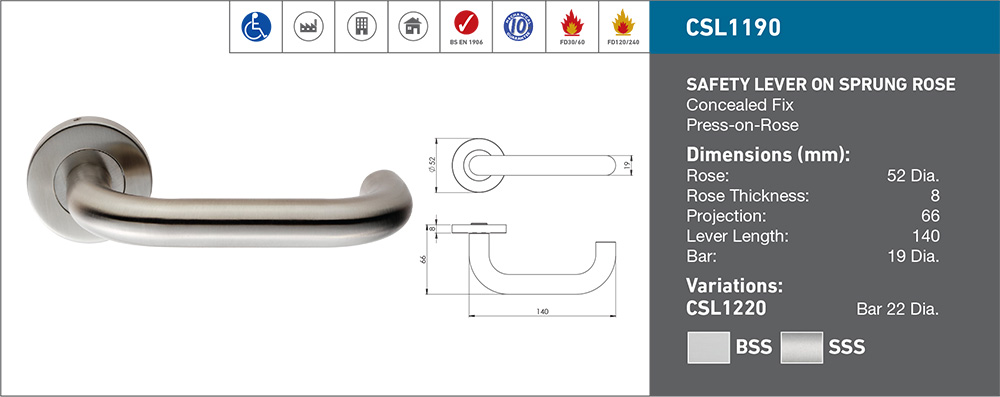 BS EN 1906
MECHANICAL
10
GUARANTEE
FD30/60
FD120/240
CSL1190
SAFETY LEVER ON SPRUNG ROSE
Concealed Fix
Press-on-Rose
Dimensions (mm):
Rose: 52 Dia.
Rose Thickness: 8
Projection: 66
Lever Length: 140
Bar: 19 Dia.
Variations:
CSL1220 Bar 22 Dia.
BSS SSS
∅ 52
19
8
66
140